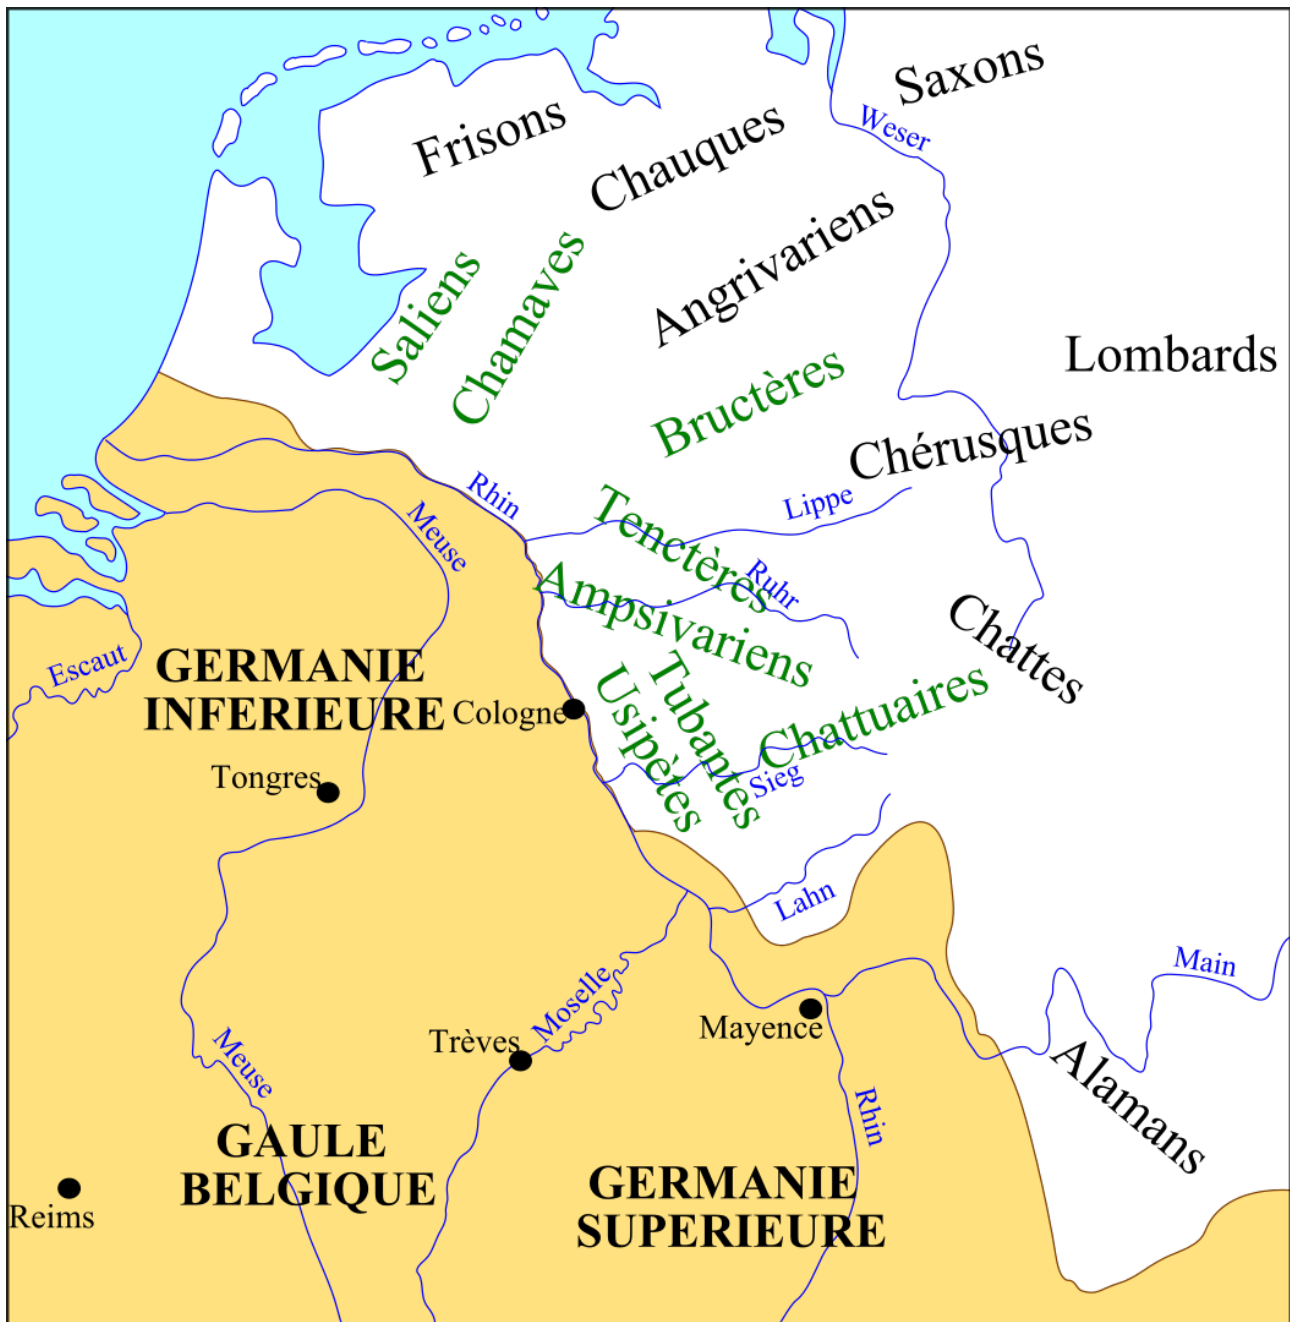 Saxons
Weser
Frisons
Chauques
Angrivariens
Saliens
Chamaves
Lombards
Bructères
Chérusques
Rhin
Lippe
Meuse
Tenctères
Ruhr
Ampsivariens
Chattes
Escaut
GERMANIE
INFERIEURE
Cologne
Usipètes
Tubantes
Chattuaires
Tongres
Sieg
Lahn
Main
Moselle
Mayence
Trèves
Meuse
Alamans
Rhin
GAULE
BELGIQUE
GERMANIE
SUPERIEURE
Reims